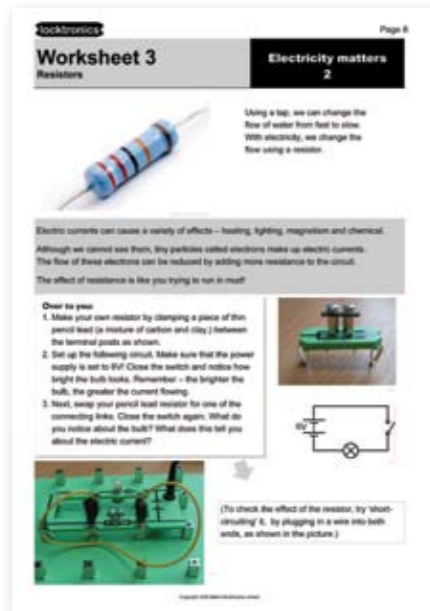 locktronics
Page 8
Worksheet 3
Resistors
Electricity matters
2
Using a tap, we can change the
flow of water from fast to slow.
With electricity, we change the
flow using a resistor.
Electric currents can cause a variety of effects – heating, lighting, magnetism and chemical.
Although we cannot see them, tiny particles called electrons make up electric currents.
The flow of these electrons can be reduced by adding more resistance to the circuit.
The effect of resistance is like you trying to run in mud!
Over to you:
1. Make your own resistor by clamping a piece of thin
pencil lead (a mixture of carbon and clay,) between
the terminal posts as shown.
2. Set up the following circuit. Make sure that the power
supply is set to 6V! Close the switch and notice how
bright the bulb looks. Remember – the brighter the
bulb, the greater the current flowing.
3. Next, swap your pencil lead resistor for one of the
connecting links. Close the switch again. What do
you notice about the bulb? What does this tell you
about the electric current?
6V
(To check the effect of the resistor, try 'short-
circuiting' it, by plugging in a wire into both
ends, as shown in the picture.)